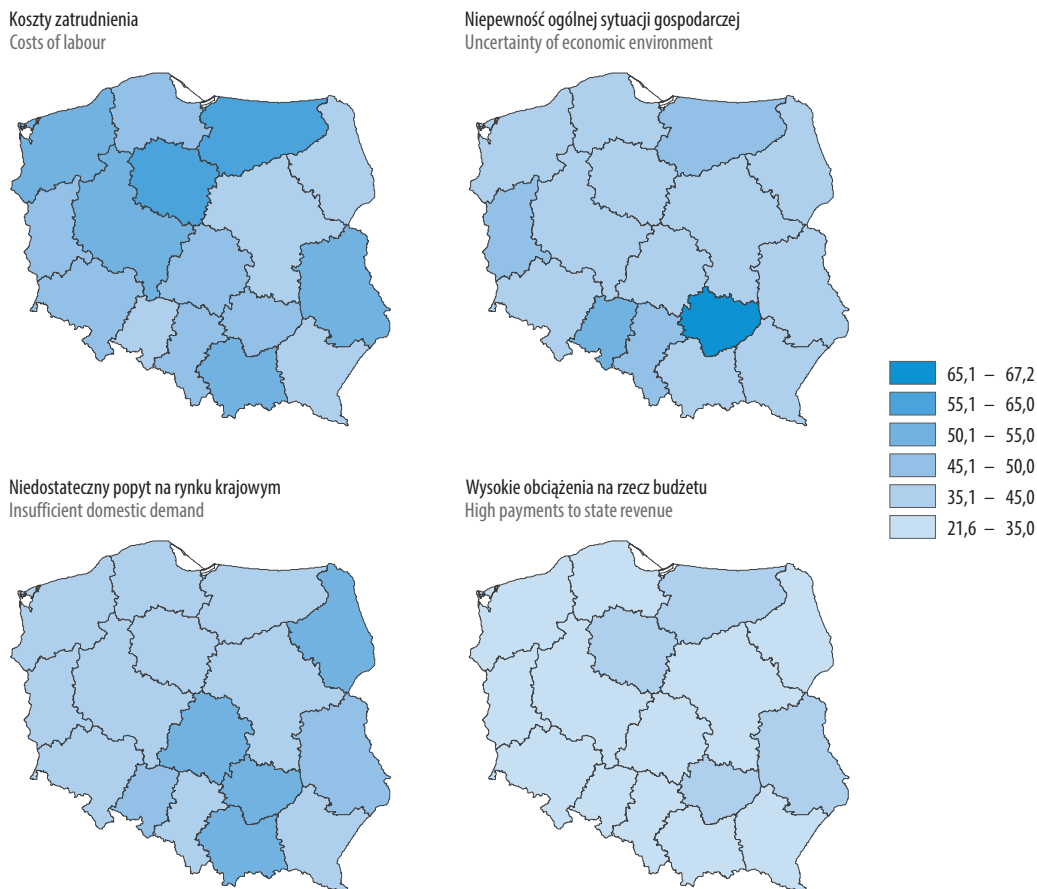 Koszty zatrudnienia
Costs of labour
Niepewność ogólnej sytuacji gospodarczej
Uncertainty of economic environment
65,1 – 67,2
55,1 – 65,0
50,1 – 55,0
45,1 – 50,0
35,1 – 45,0
21,6 – 35,0
Niedostateczny popyt na rynku krajowym
Insufficient domestic demand
Wysokie obciążenia na rzecz budżetu
High payments to state revenue